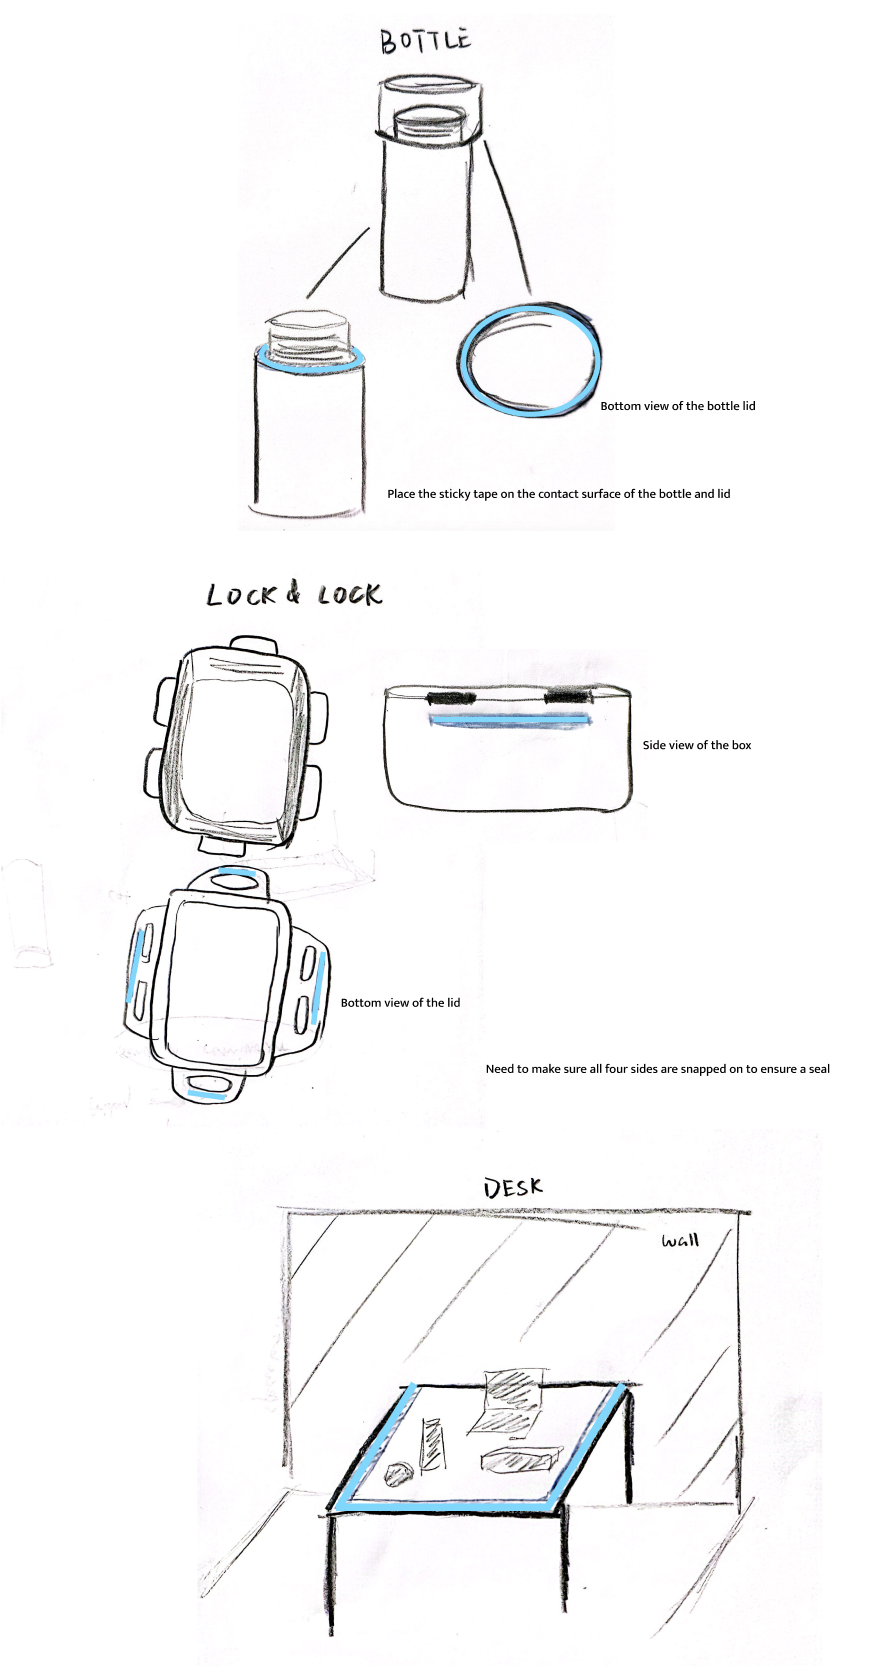 BOTTLE
Bottom view of the bottle lid
Place the sticky tape on the contact surface of the bottle and lid
LOCK & LOCK
Side view of the box
Bottom view of the lid
Need to make sure all four sides are snapped on to ensure a seal
DESK
wall